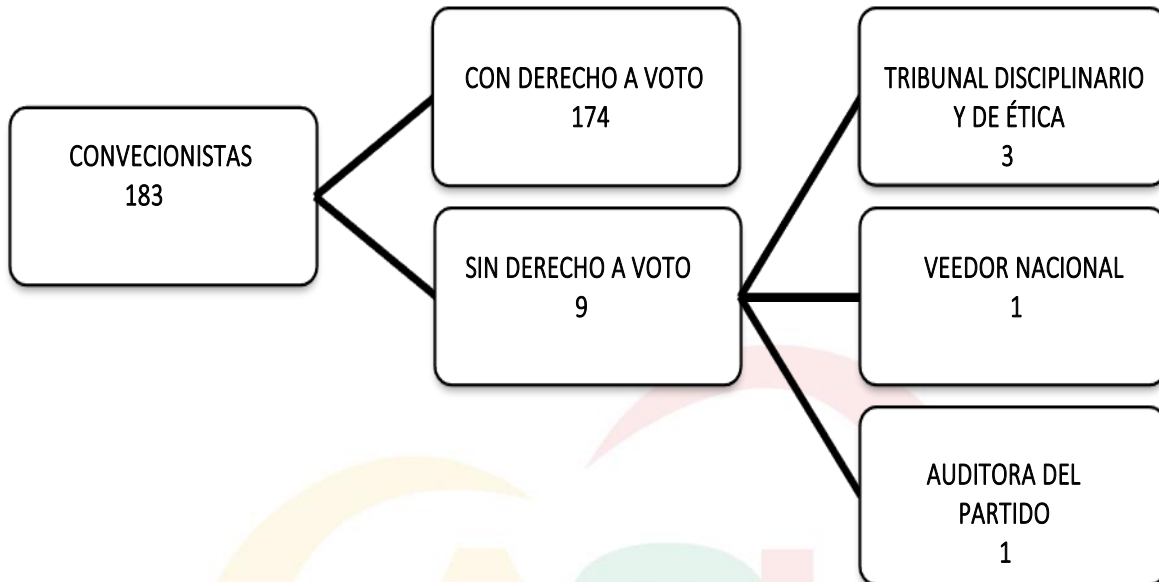 CONVECIONISTAS
183
CON DERECHO A VOTO
174
SIN DERECHO A VOTO
9
TRIBUNAL DISCIPLINARIO
Y DE ÉTICA
3
VEEDOR NACIONAL
1
AUDITORA DEL
PARTIDO
1